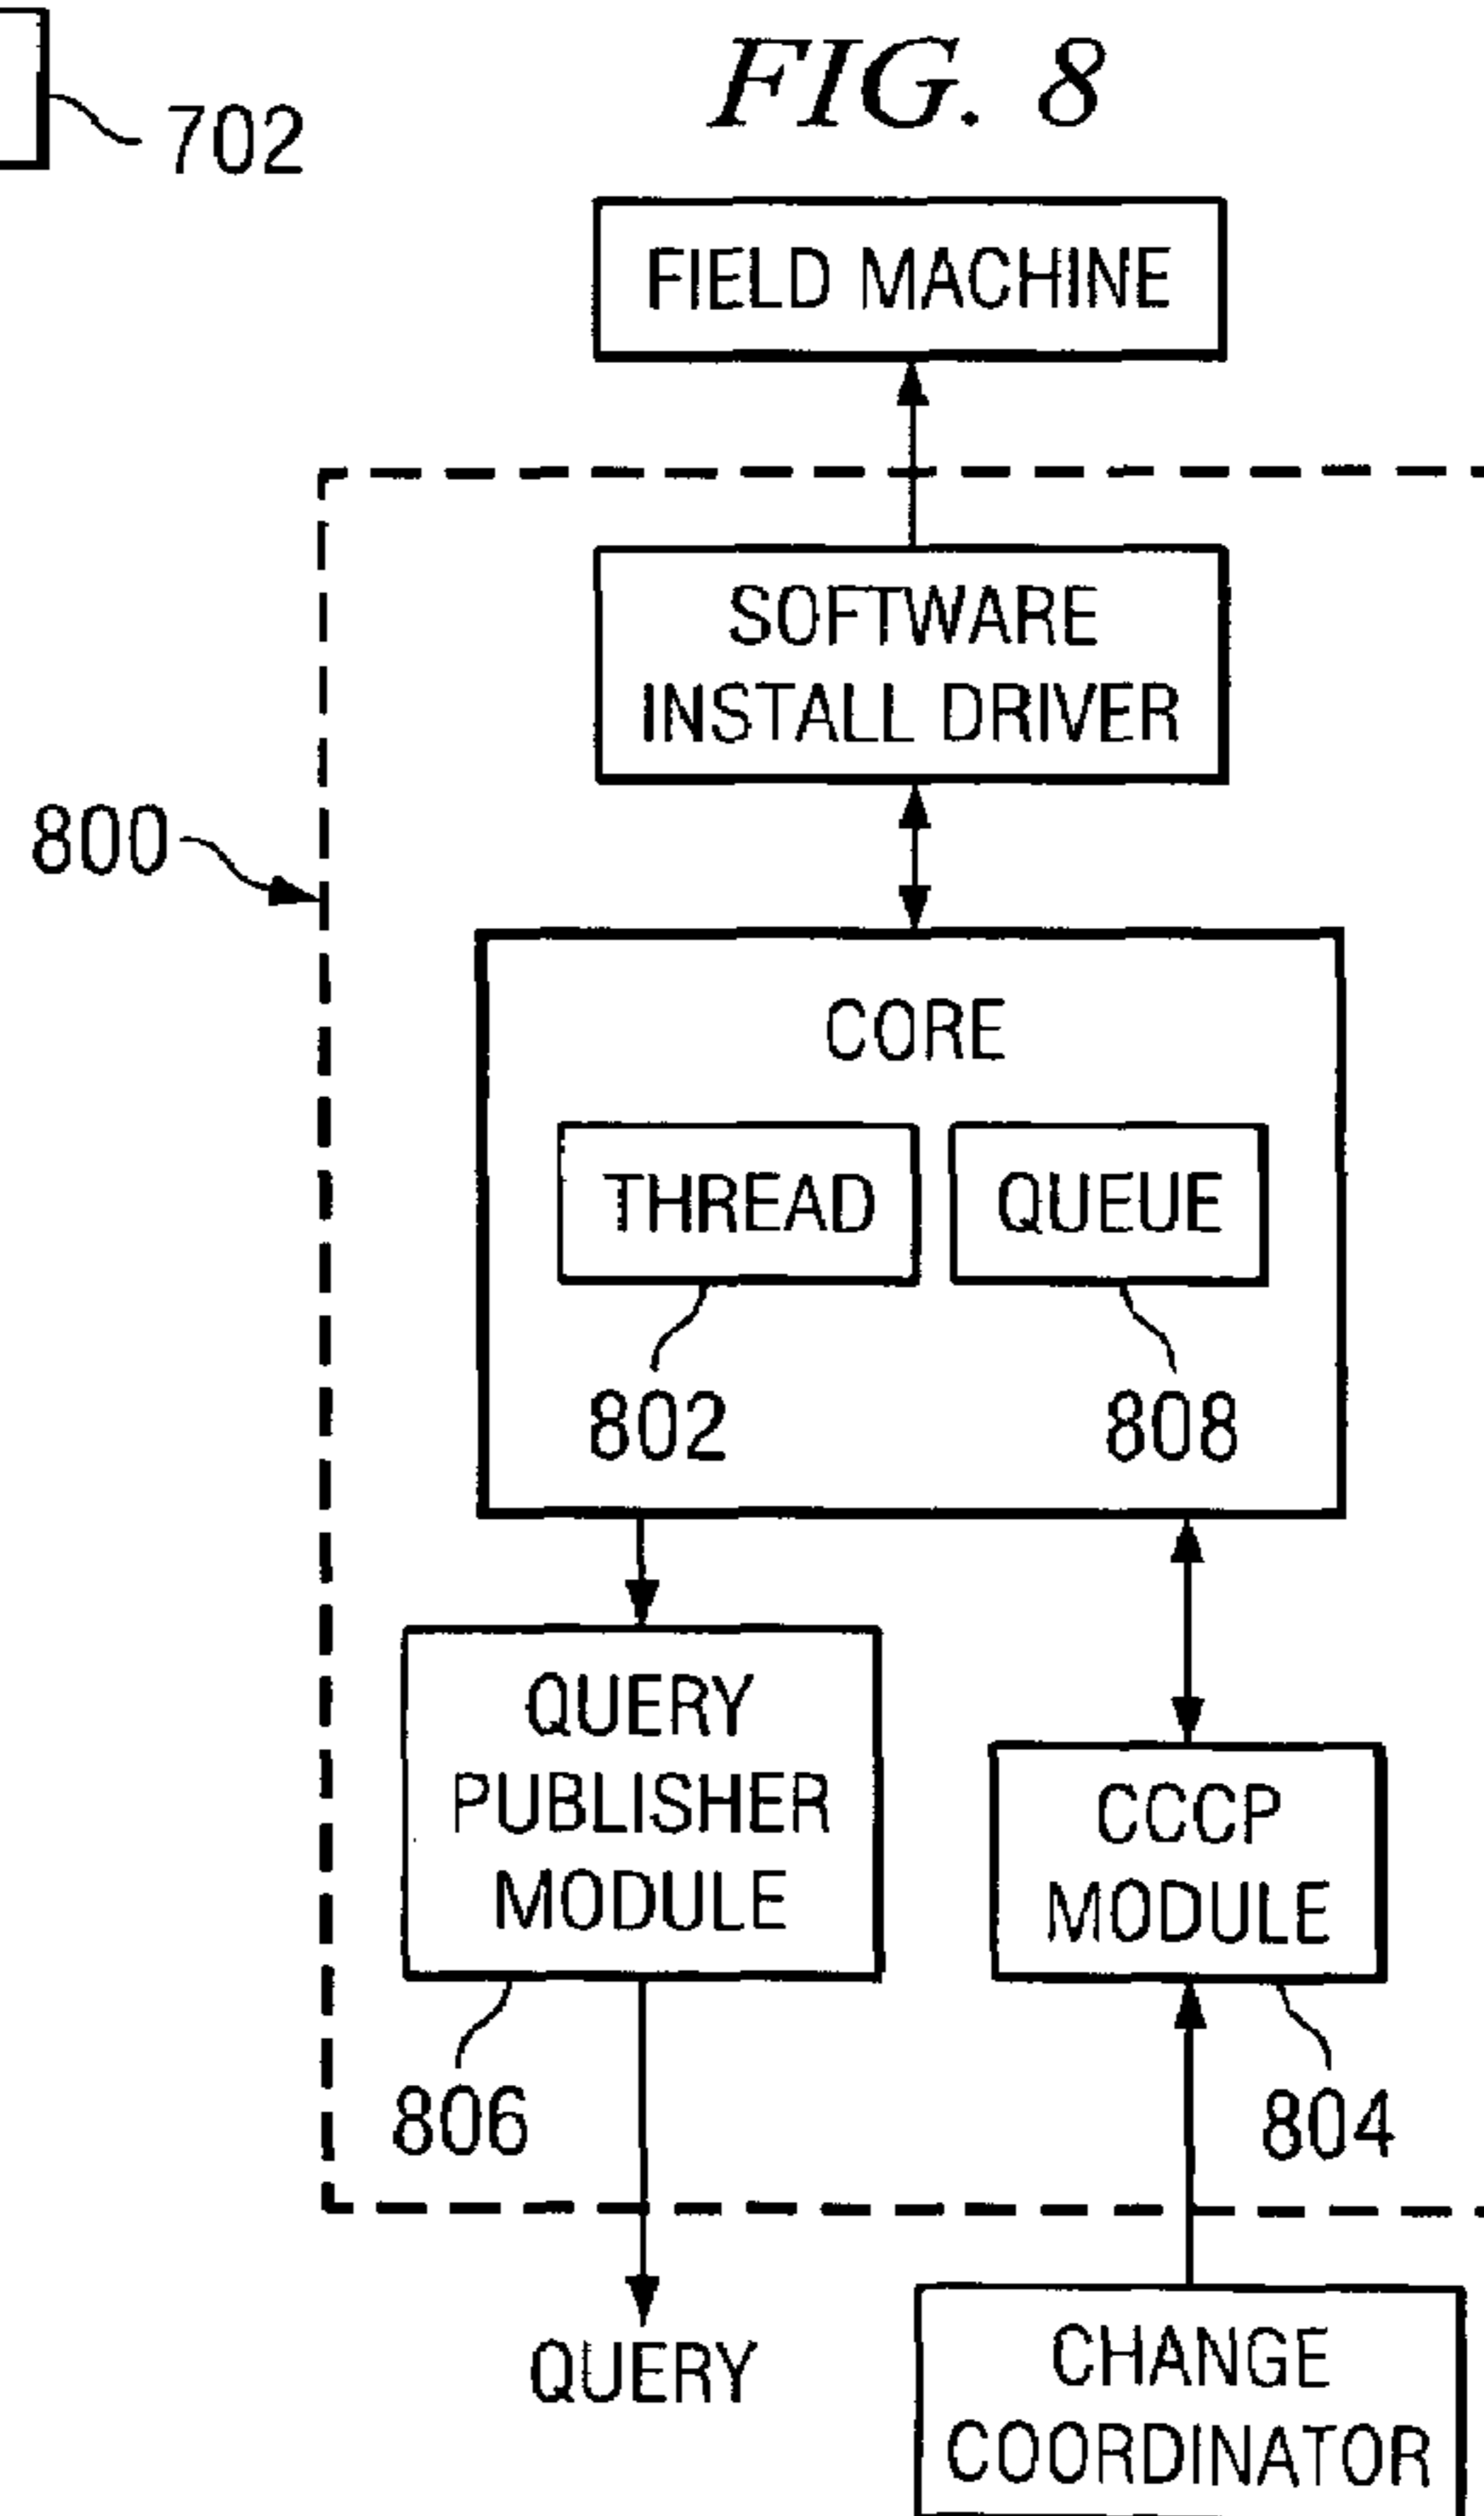 FIG. 8
702
FIELD MACHINE
SOFTWARE
INSTALL DRIVER
800
CORE
THREAD
QUEUE
802
808
QUERY
PUBLISHER
MODULE
CCCP
MODULE
806
804
QUERY
CHANGE
COORDINATOR